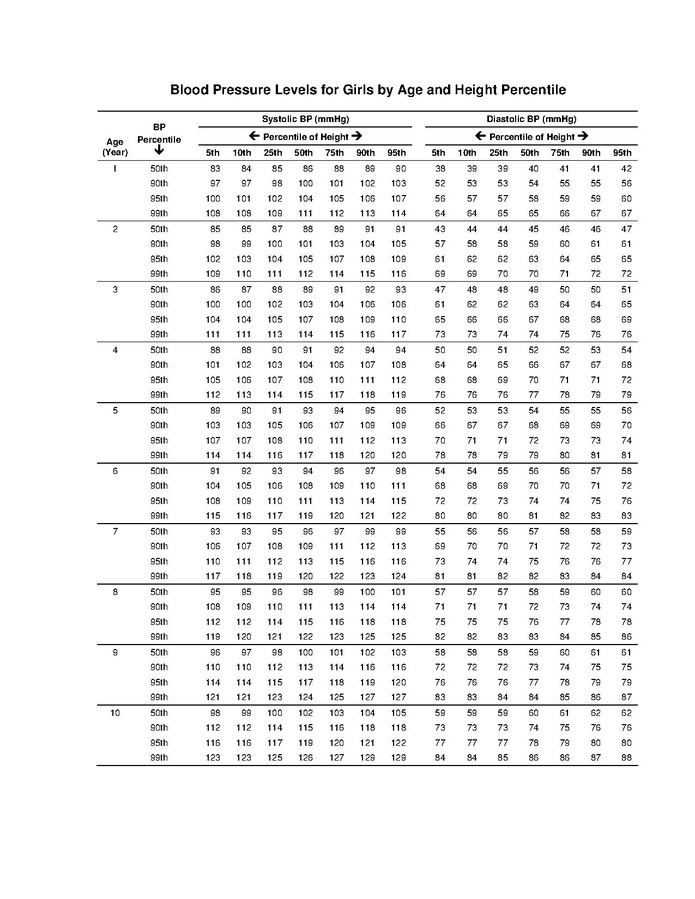 Blood Pressure Levels for Girls by Age and Height Percentile
Systolic BP (mmHg) Diastolic BP (mmHg)
BP
Age Percentile ← Percentile of Height → ← Percentile of Height →
(Year) ↓ 5th 10th 25th 50th 75th 90th 95th 5th 10th 25th 50th 75th 90th 95th
1 50th 83 84 85 86 88 89 90 38 39 39 40 41 41 42
90th 97 97 98 100 101 102 103 52 53 53 54 55 55 56
95th 100 101 102 104 105 106 107 56 57 57 58 59 59 60
99th 108 108 109 111 112 113 114 64 64 65 65 66 67 67
2 50th 85 85 87 88 89 91 91 43 44 44 45 46 46 47
90th 98 99 100 101 103 104 105 57 58 58 59 60 61 61
95th 102 103 104 105 107 108 109 61 62 62 63 64 65 65
99th 109 110 111 112 114 115 116 69 69 70 70 71 72 72
3 50th 86 87 88 89 91 92 93 47 48 48 49 50 50 51
90th 100 100 102 103 104 106 106 61 62 62 63 64 64 65
95th 104 104 105 107 108 109 110 65 66 66 67 68 68 69
99th 111 111 113 114 115 116 117 73 73 74 74 75 76 76
4 50th 88 88 90 91 92 94 94 50 50 51 52 52 53 54
90th 101 102 103 104 106 107 108 64 64 65 66 67 67 68
95th 105 106 107 108 110 111 112 68 68 69 70 71 71 72
99th 112 113 114 115 117 118 119 76 76 76 77 78 79 79
5 50th 89 90 91 93 94 95 96 52 53 53 54 55 55 56
90th 103 103 105 106 107 109 109 66 67 67 68 69 69 70
95th 107 107 108 110 111 112 113 70 71 71 72 73 73 74
99th 114 114 116 117 118 120 120 78 78 79 79 80 81 81
6 50th 91 92 93 94 96 97 98 54 54 55 56 56 57 58
90th 104 105 106 108 109 110 111 68 68 69 70 70 71 72
95th 108 109 110 111 113 114 115 72 72 73 74 74 75 76
99th 115 116 117 119 120 121 122 80 80 80 81 82 83 83
7 50th 93 93 95 96 97 99 99 55 56 56 57 58 58 59
90th 106 107 108 109 111 112 113 69 70 70 71 72 72 73
95th 110 111 112 113 115 116 116 73 74 74 75 76 76 77
99th 117 118 119 120 122 123 124 81 81 82 82 83 84 84
8 50th 95 95 96 98 99 100 101 57 57 57 58 59 60 60
90th 108 109 110 111 113 114 114 71 71 71 72 73 74 74
95th 112 112 114 115 116 118 118 75 75 75 76 77 78 78
99th 119 120 121 122 123 125 125 82 82 83 83 84 85 86
9 50th 96 97 98 100 101 102 103 58 58 58 59 60 61 61
90th 110 110 112 113 114 116 116 72 72 72 73 74 75 75
95th 114 114 115 117 118 119 120 76 76 76 77 78 79 79
99th 121 121 123 124 125 127 127 83 83 84 84 85 86 87
10 50th 98 99 100 102 103 104 105 59 59 59 60 61 62 62
90th 112 112 114 115 116 118 118 73 73 73 74 75 76 76
95th 116 116 117 119 120 121 122 77 77 77 78 79 80 80
99th 123 123 125 126 127 129 129 84 84 85 86 86 87 88